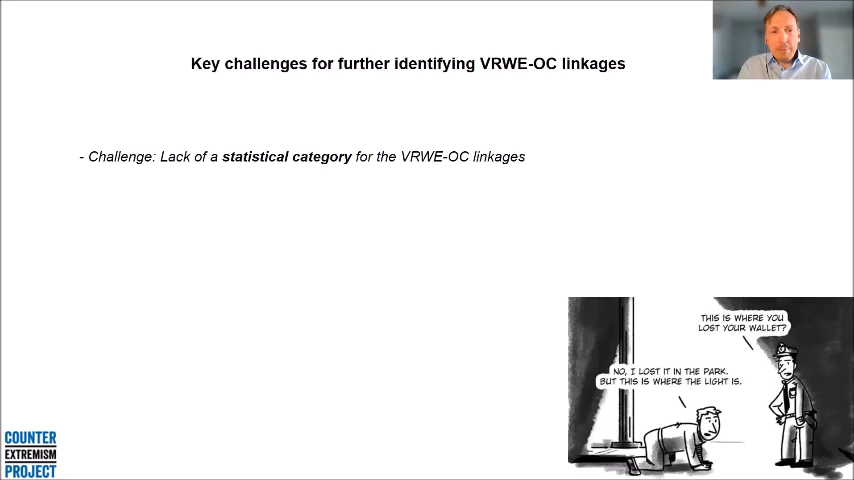 Key challenges for further identifying VRWE-OC linkages
- Challenge: Lack of a statistical category for the VRWE-OC linkages
THIS IS WHERE YOU
LOST YOUR WALLET?
NO, I LOST IT IN THE PARK.
BUT THIS IS WHERE THE LIGHT IS.
COUNTER
EXTREMISM
PROJECT